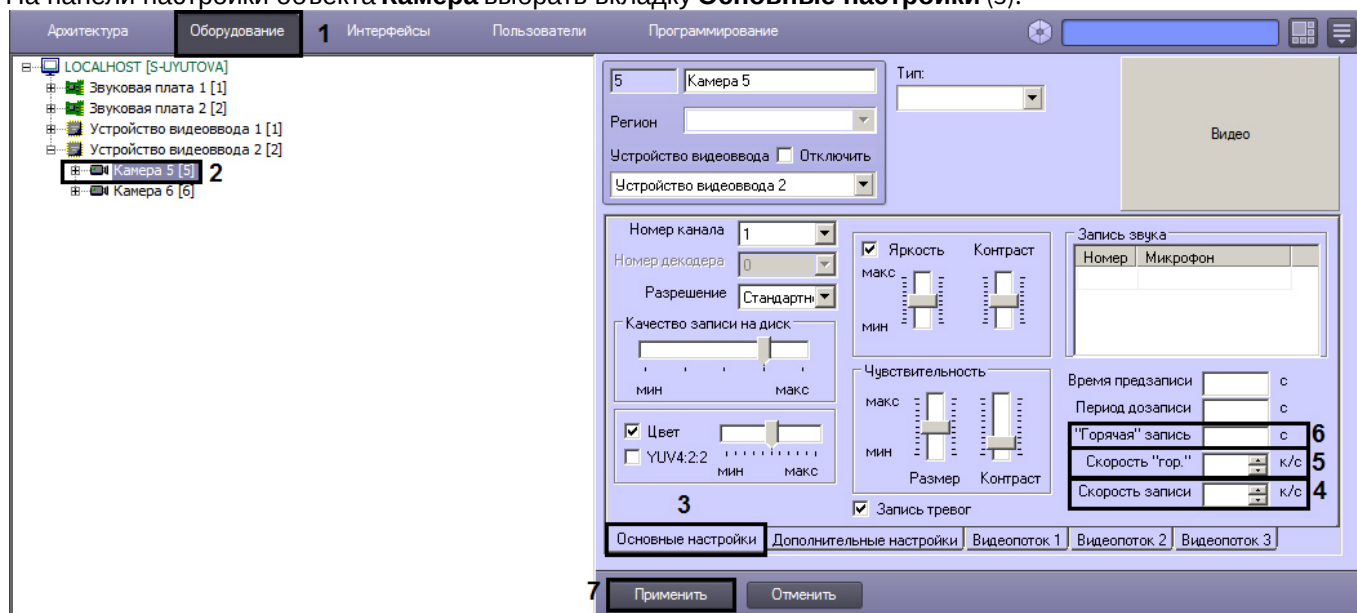 На панели настройки объекта Камера выбрать вкладку Основные настройки (3).
Архитектура Оборудование 1 Интерфейсы Пользователи Программирование
LOCALHOST [S-UYUTOVA]
Звуковая плата 1 [1]
Звуковая плата 2 [2]
Устройство видеоввода 1 [1]
Устройство видеоввода 2 [2]
Камера 5 [5] 2
Камера 6 [6]
5 Камера 5
Тип:
Регион
Устройство видеоввода Отключить
Устройство видеоввода 2
Видео
Номер канала 1
Номер декодера 0
Разрешение Стандартн
Качество записи на диск
мин макс
Цвет
YUV4:2:2
мин макс
Яркость Контраст
макс
мин
Чувствительность
макс
мин
Размер Контраст
Запись тревог
Запись звука
Номер Микрофон
Время предзаписи с
Период дозаписи с
"Горячая" запись с 6
Скорость "гор." к/с 5
Скорость записи к/с 4
3
Основные настройки Дополнительные настройки Видеопоток 1 Видеопоток 2 Видеопоток 3
7 Применить Отменить